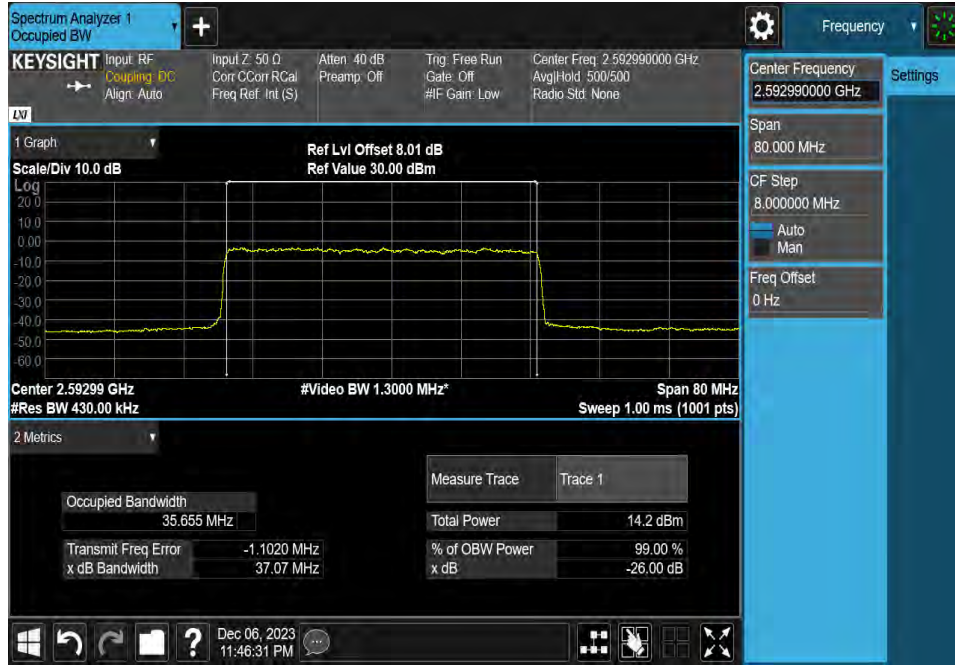 Spectrum Analyzer 1
Occupied BW
+
Frequency
KEYSIGHT
LXI
Input: RF
Coupling: DC
Align: Auto
Input Z: 50 Ω
Corr CCorr RCal
Freq Ref: Int (S)
Atten: 40 dB
Preamp: Off
Trig: Free Run
Gate: Off
#IF Gain: Low
Center Freq: 2.592990000 GHz
Avg|Hold: 500/500
Radio Std: None
Center Frequency
2.592990000 GHz
Settings
Span
80.000 MHz
CF Step
8.000000 MHz
Auto
Man
Freq Offset
0 Hz
1 Graph
Scale/Div 10.0 dB
Ref Lvl Offset 8.01 dB
Ref Value 30.00 dBm
Log
20.0
10.0
0.00
-10.0
-20.0
-30.0
-40.0
-50.0
-60.0
Center 2.59299 GHz
#Video BW 1.3000 MHz*
Span 80 MHz
#Res BW 430.00 kHz
Sweep 1.00 ms (1001 pts)
2 Metrics
Measure Trace
Trace 1
Occupied Bandwidth
35.655 MHz
Total Power
14.2 dBm
Transmit Freq Error
-1.1020 MHz
% of OBW Power
99.00 %
x dB Bandwidth
37.07 MHz
x dB
-26.00 dB
?
Dec 06, 2023
11:46:31 PM